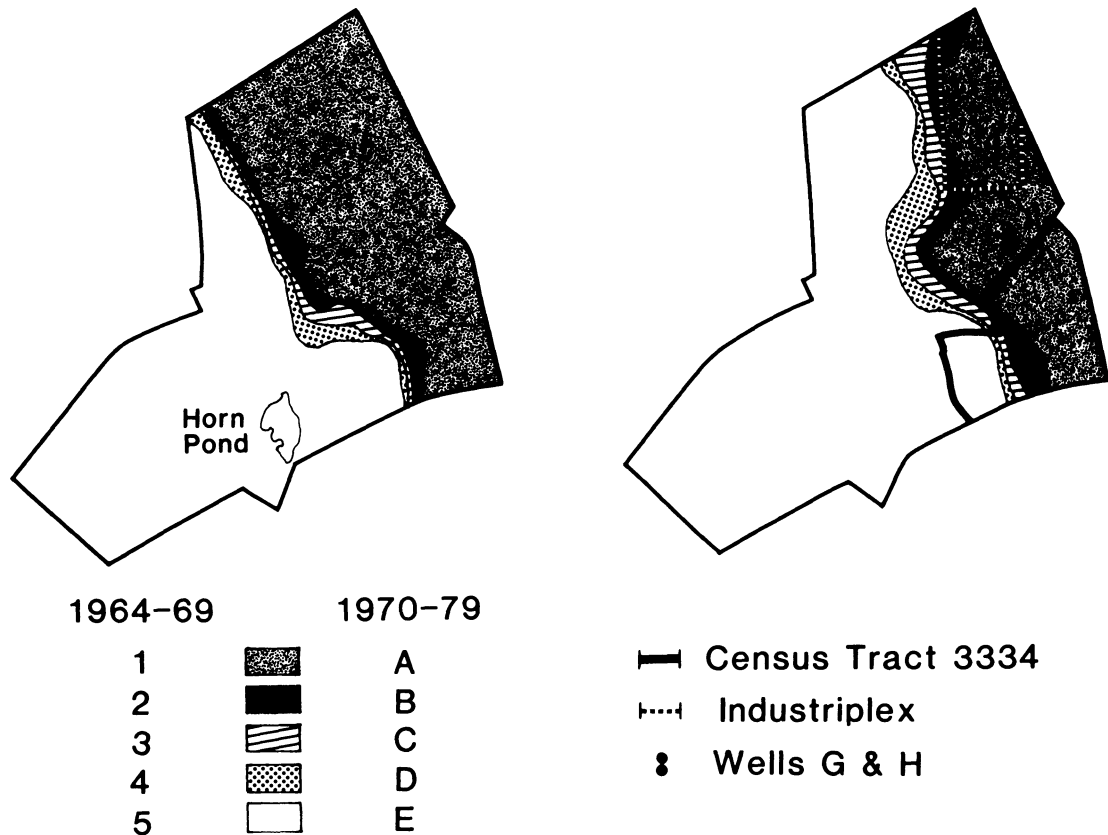 Horn
Pond
1964-69 1970-79
1 A
2 B
3 C
4 D
5 E
Census Tract 3334
Industriplex
Wells G & H